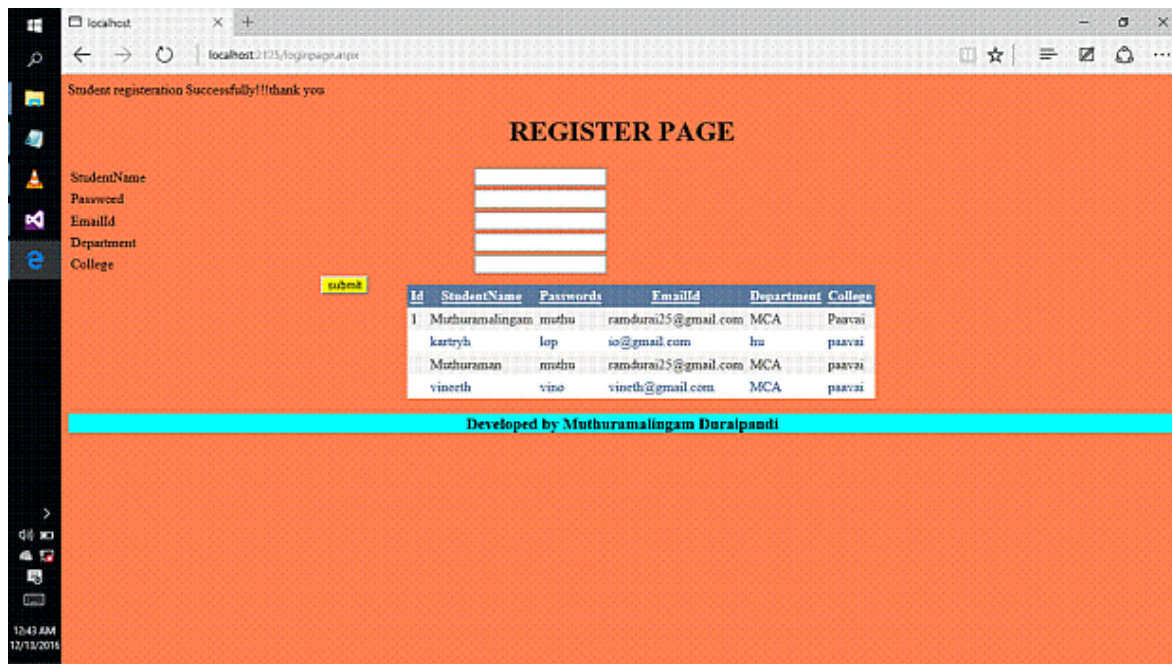 localhost
localhost:2125/loginpage.aspx
Student registeration Successfully!!!thank you
REGISTER PAGE
StudentName
Password
EmailId
Department
College
submit
Id StudentName Passwords EmailId Department College
1 Muthuramalingam muthu ramdurai25@gmail.com MCA Paavai
kartryh lop io@gmail.com hu paavai
Muthuraman muthu ramdurai25@gmail.com MCA paavai
vineeth vino vineth@gmail.com MCA paavai
Developed by Muthuramalingam Duraipandi
12:43 AM
12/13/2016